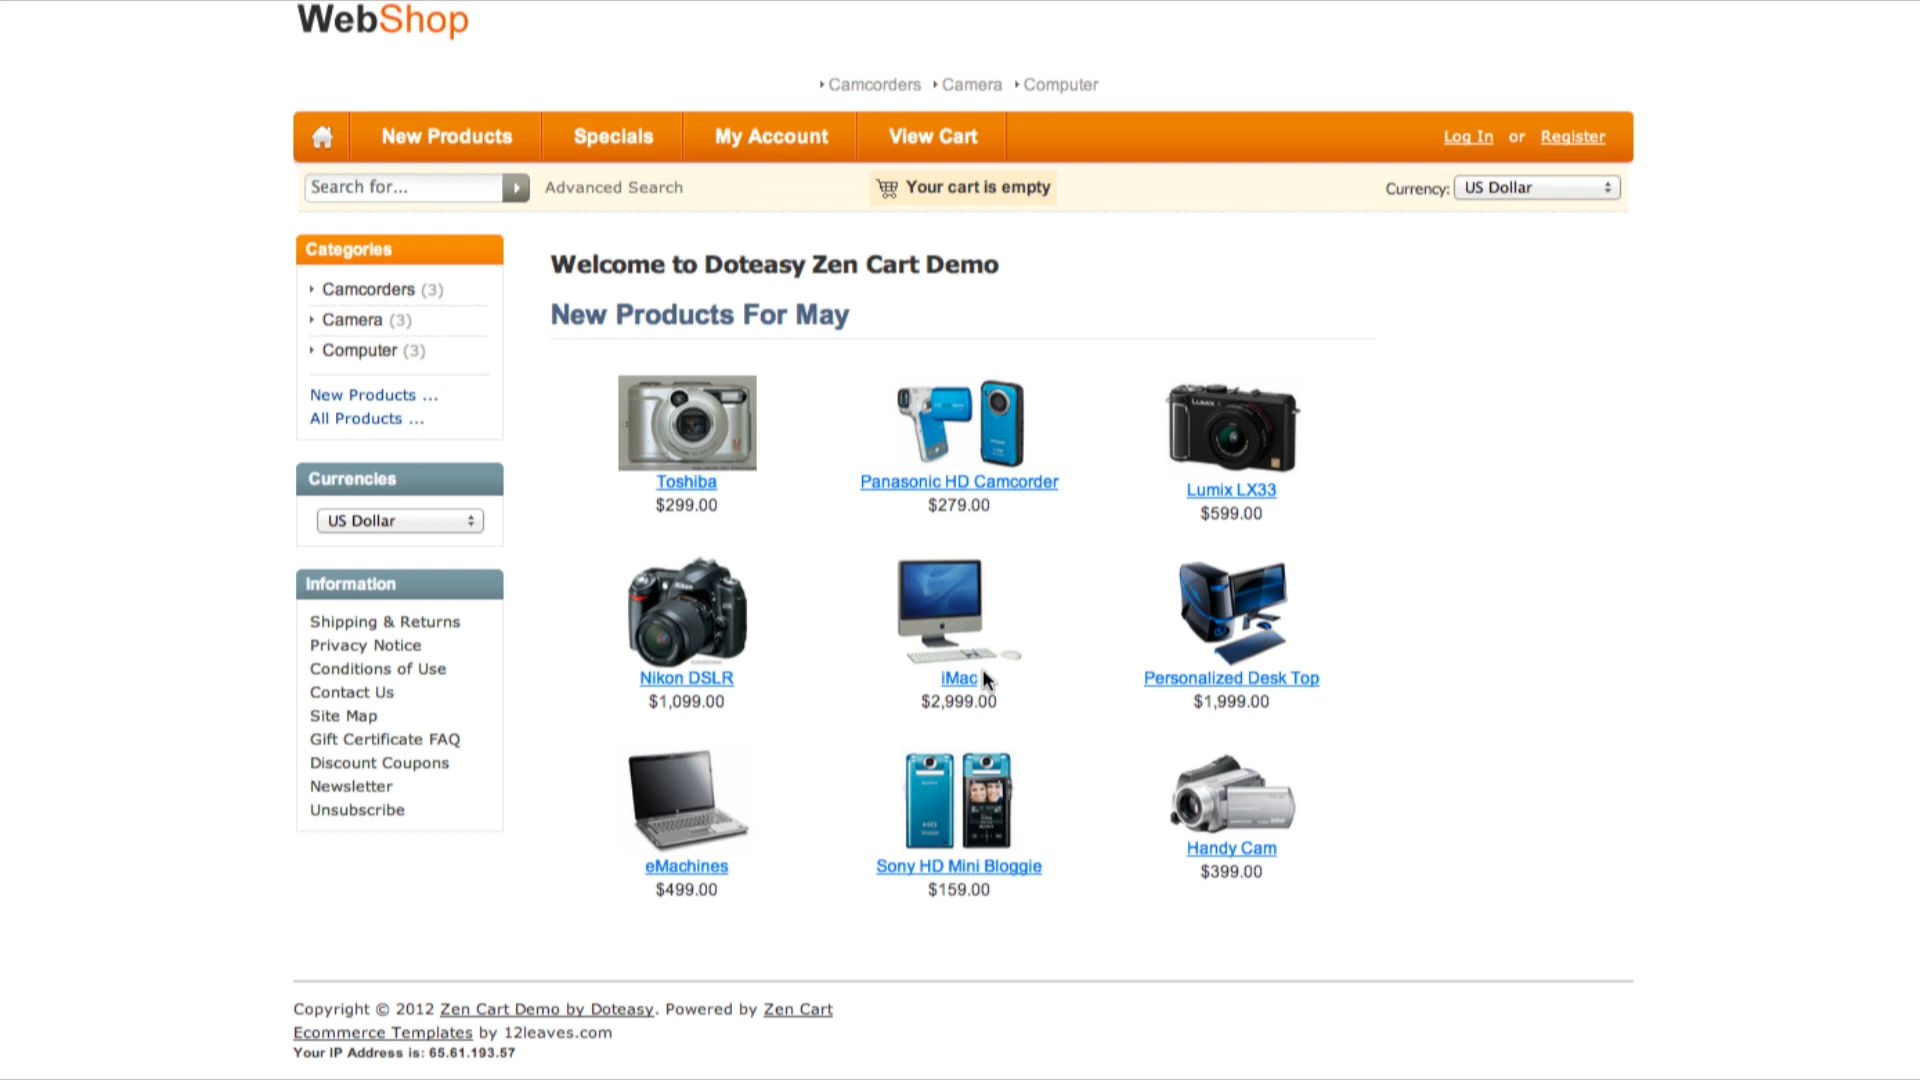 WebShop
Camcorders Camera Computer
New Products Specials My Account View Cart Log In or Register
Search for... Advanced Search Your cart is empty Currency: US Dollar
Categories
Camcorders (3)
Camera (3)
Computer (3)
New Products ...
All Products ...
Currencies
US Dollar
Information
Shipping & Returns
Privacy Notice
Conditions of Use
Contact Us
Site Map
Gift Certificate FAQ
Discount Coupons
Newsletter
Unsubscribe
Welcome to Doteasy Zen Cart Demo
New Products For May
LUMIX
Toshiba Panasonic HD Camcorder Lumix LX33
$299.00 $279.00 $599.00
Nikon DSLR iMac Personalized Desk Top
$1,099.00 $2,999.00 $1,999.00
eMachines Sony HD Mini Bloggie Handy Cam
$499.00 $159.00 $399.00
Copyright © 2012 Zen Cart Demo by Doteasy. Powered by Zen Cart
Ecommerce Templates by 12leaves.com
Your IP Address is: 65.61.193.57